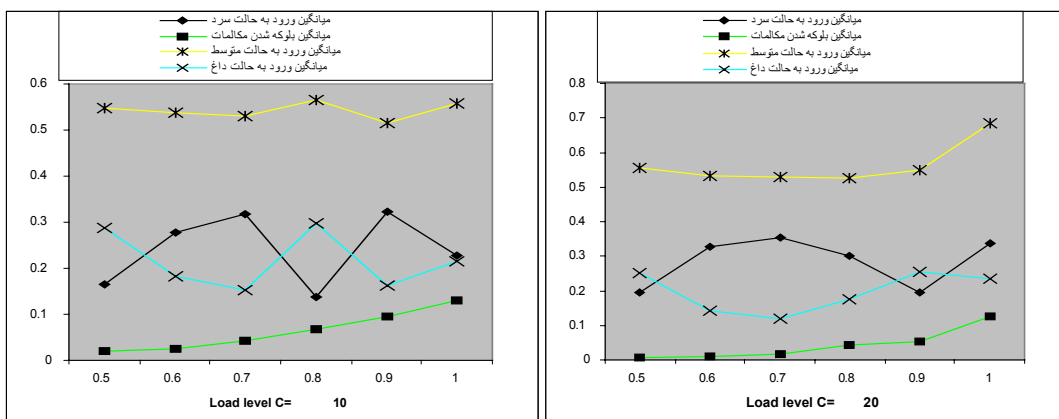 میانگین ورود به حالت سرد
میانگین بلوکه شدن مکالمات
میانگین ورود به حالت متوسط
میانگین ورود به حالت داغ
0.6
0.5
0.4
0.3
0.2
0.1
0
0.5 0.6 0.7 0.8 0.9 1
Load level C= 10
میانگین ورود به حالت سرد
میانگین بلوکه شدن مکالمات
میانگین ورود به حالت متوسط
میانگین ورود به حالت داغ
0.8
0.7
0.6
0.5
0.4
0.3
0.2
0.1
0
0.5 0.6 0.7 0.8 0.9 1
Load level C= 20